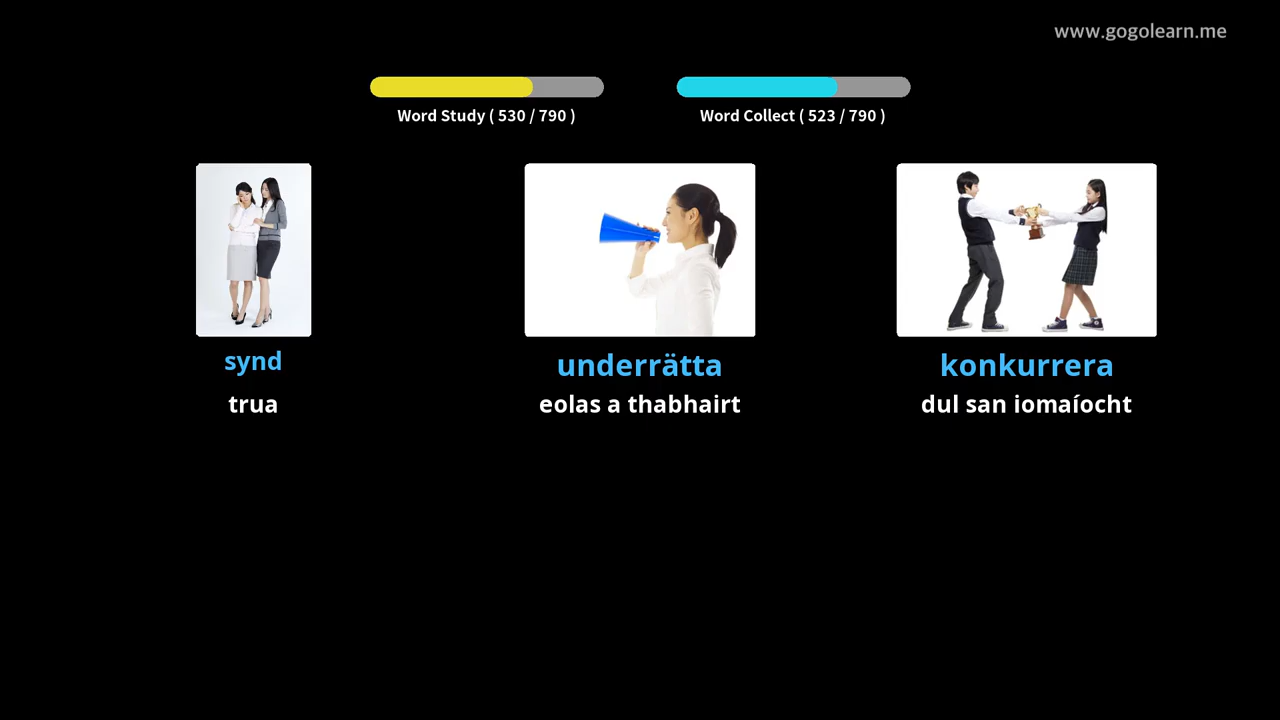 www.gogolearn.me
Word Study ( 530 / 790 )
Word Collect ( 523 / 790 )
synd
trua
underrätta
eolas a thabhairt
konkurrera
dul san iomaíocht